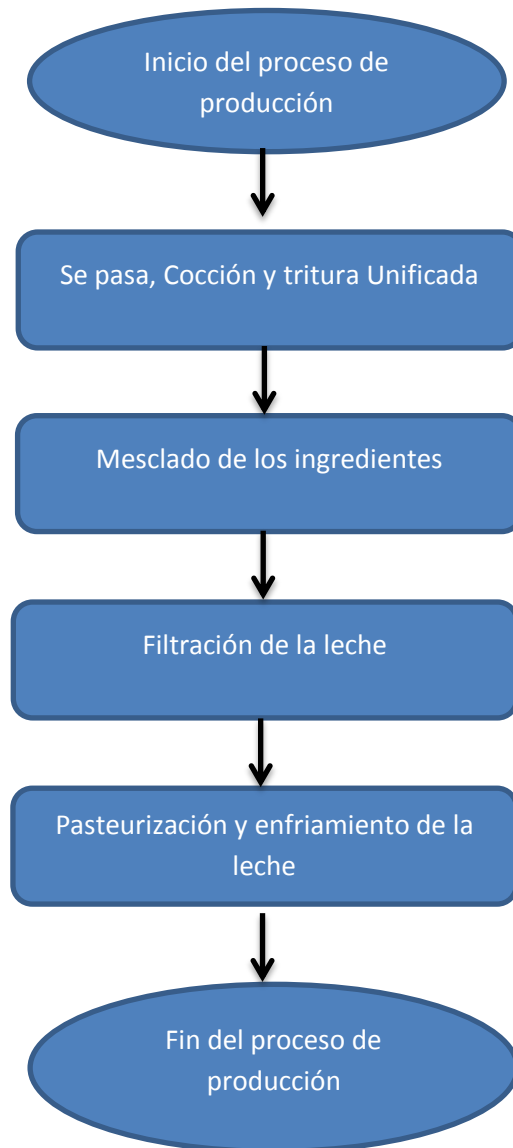 Inicio del proceso de
producción
Se pasa, Cocción y tritura Unificada
Mesclado de los ingredientes
Filtración de la leche
Pasteurización y enfriamiento de la
leche
Fin del proceso de
producción